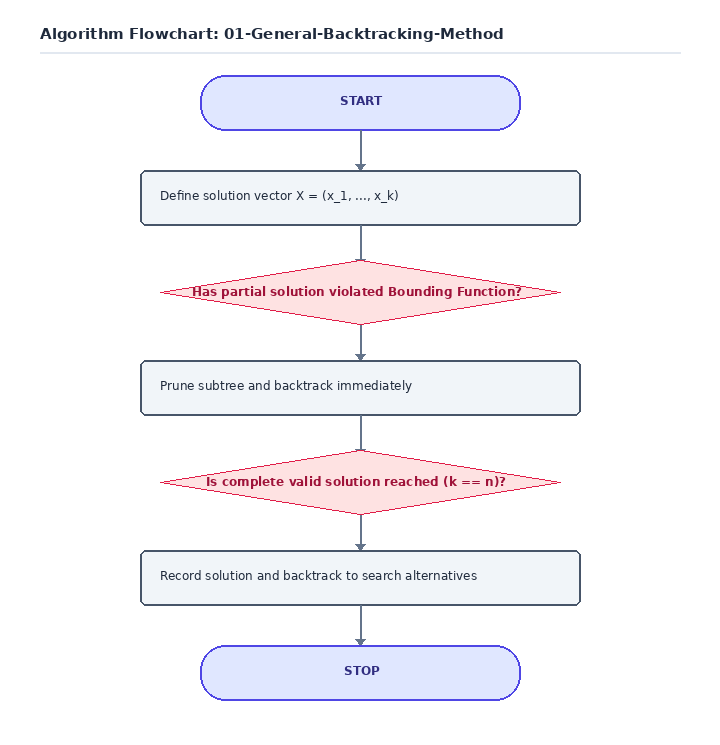 Algorithm Flowchart: 01-General-Backtracking-Method
START
Define solution vector X = (x_1, ..., x_k)
Has partial solution violated Bounding Function?
Prune subtree and backtrack immediately
Is complete valid solution reached (k == n)?
Record solution and backtrack to search alternatives
STOP